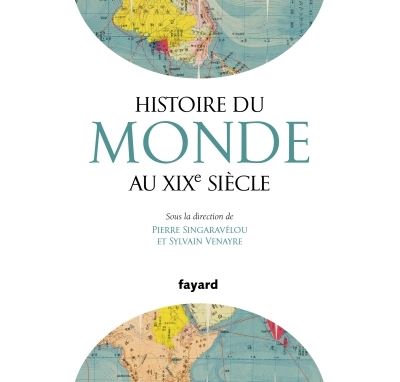 HISTOIRE DU
MONDE
AU XIXe SIÈCLE
Sous la direction de
PIERRE SINGARAVÉLOU
ET SYLVAIN VENAYRE
fayard